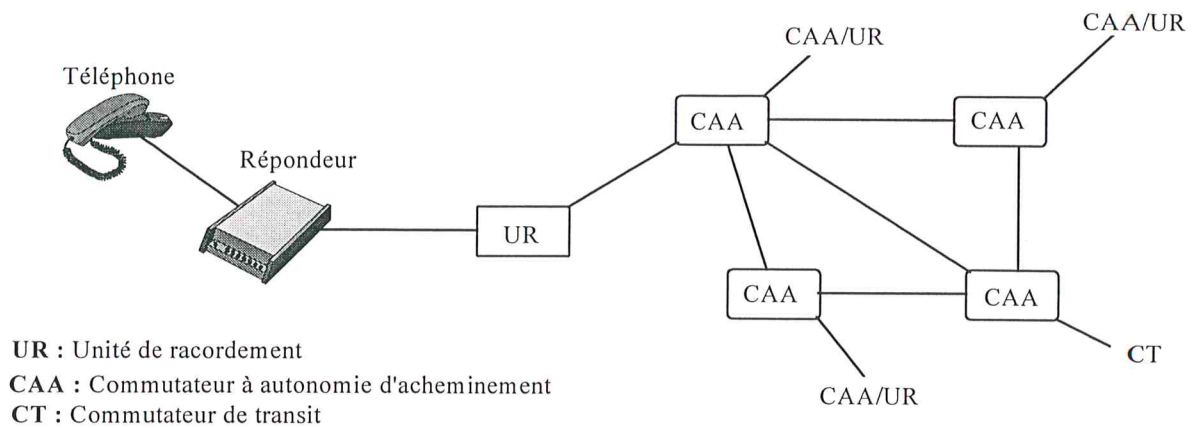 CAA/UR
CAA/UR
Téléphone
CAA
CAA
Répondeur
UR
CAA
CAA
CT
CAA/UR
UR : Unité de racordement
CAA : Commutateur à autonomie d'acheminement
CT : Commutateur de transit